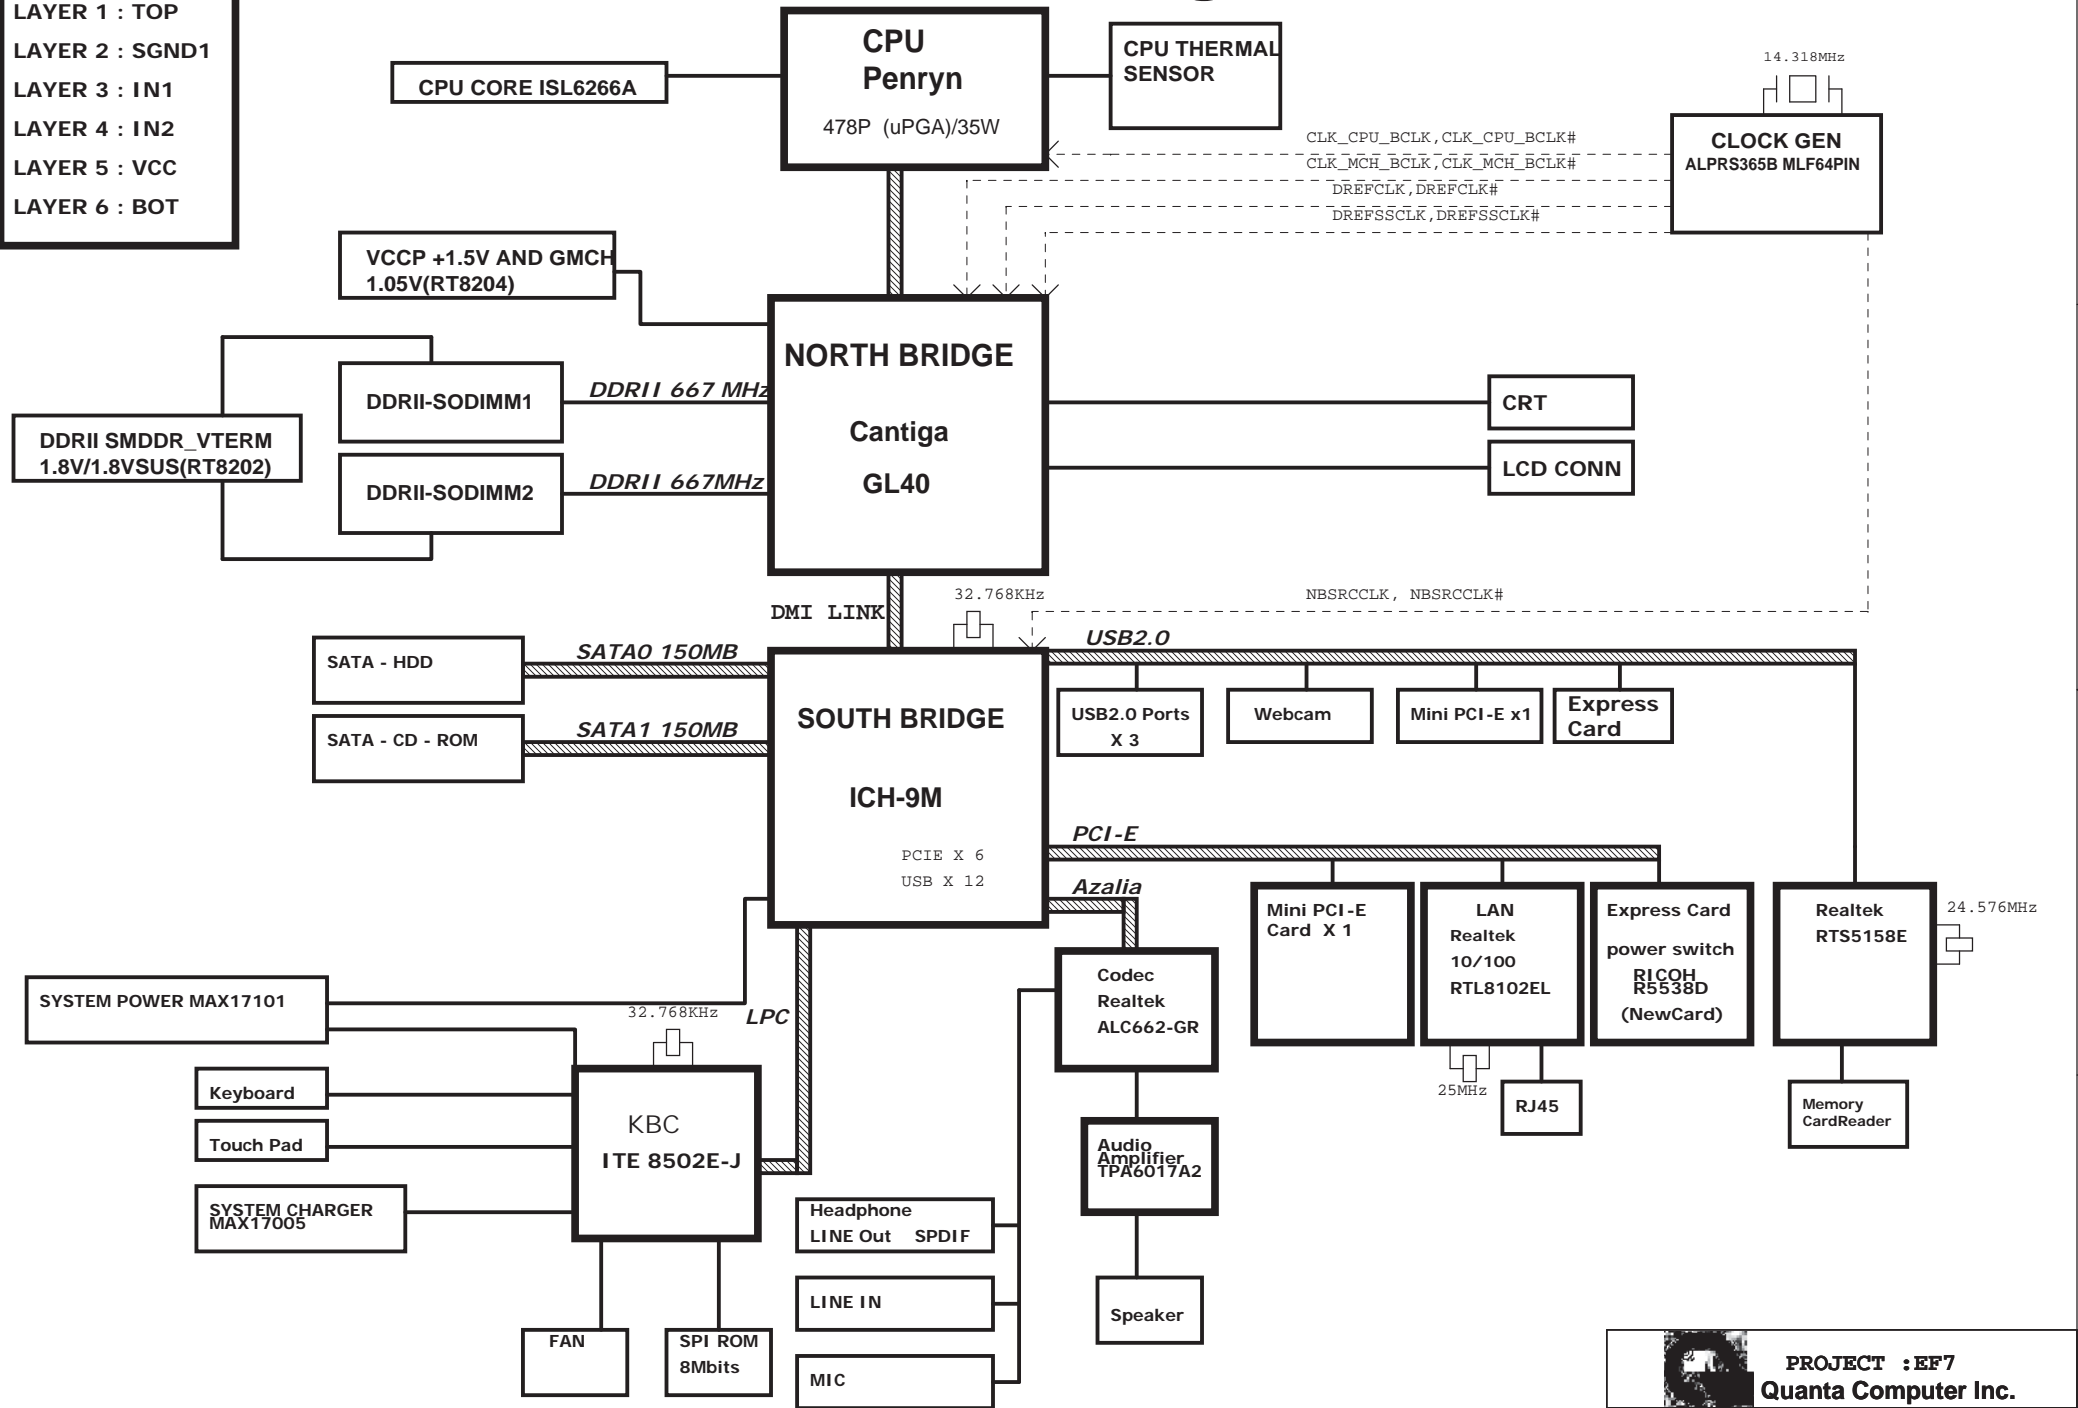 LAYER 1 : TOP
LAYER 2 : SGND1
LAYER 3 : IN1
LAYER 4 : IN2
LAYER 5 : VCC
LAYER 6 : BOT
CPU CORE ISL6266A
CPU
Penryn
478P (uPGA)/35W
CPU THERMAL
SENSOR
14.318MHz
CLOCK GEN
ALPRS365B MLF64PIN
CLK_CPU_BCLK,CLK_CPU_BCLK#
CLK_MCH_BCLK,CLK_MCH_BCLK#
DREFCLK,DREFCLK#
DREFSSCLK,DREFSSCLK#
VCCP +1.5V AND GMCH
1.05V(RT8204)
NORTH BRIDGE
Cantiga
GL40
DDRII-SODIMM1
DDRII 667 MHz
DDRII SMDDR_VTERM
1.8V/1.8VSUS(RT8202)
DDRII-SODIMM2
DDRII 667MHz
CRT
LCD CONN
DMI LINK
32.768KHz
NBSRCCLK, NBSRCCLK#
SATA - HDD
SATA0 150MB
SATA - CD - ROM
SATA1 150MB
SOUTH BRIDGE
ICH-9M
PCIE X 6
USB X 12
USB2.0
USB2.0 Ports
X 3
Webcam
Mini PCI-E x1
Express
Card
PCI-E
Azalia
Mini PCI-E
Card X 1
LAN
Realtek
10/100
RTL8102EL
Express Card
power switch
RICOH
R5538D
(NewCard)
Realtek
RTS5158E
24.576MHz
25MHz
RJ45
Memory
CardReader
Codec
Realtek
ALC662-GR
Audio
Amplifier
TPA6017A2
Speaker
SYSTEM POWER MAX17101
32.768KHz
LPC
Keyboard
Touch Pad
SYSTEM CHARGER
MAX17005
KBC
ITE 8502E-J
FAN
SPI ROM
8Mbits
Headphone
LINE Out SPDIF
LINE IN
MIC
PROJECT :EF7
Quanta Computer Inc.